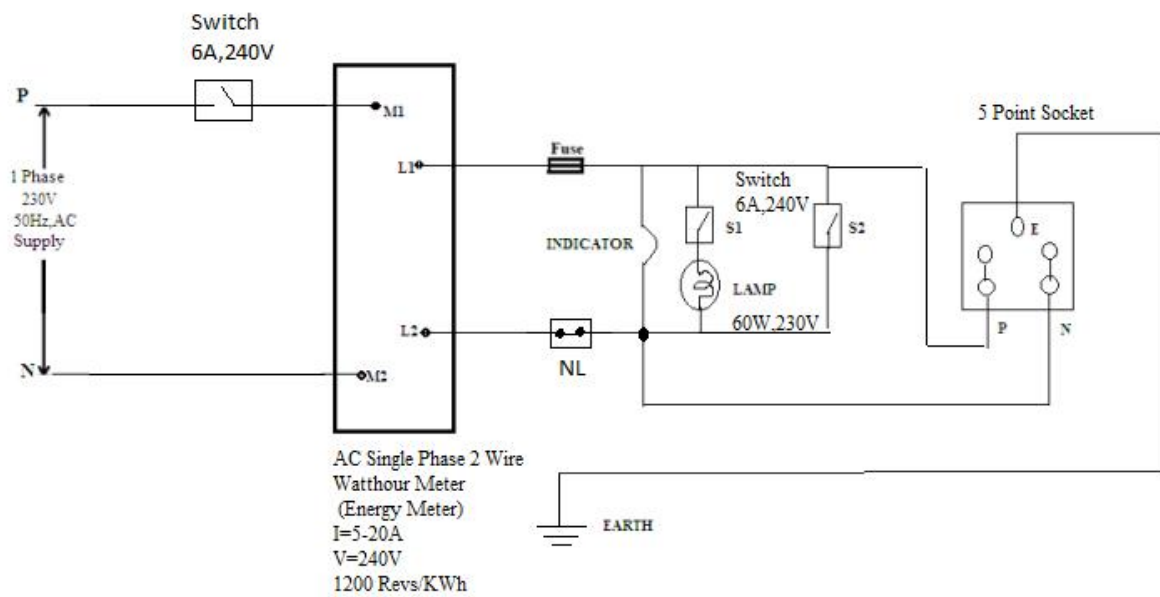 Switch
6A,240V
P
M1
5 Point Socket
1 Phase
230V
50Hz,AC
Supply
L1
Fuse
Switch
6A,240V
S1
S2
E
INDICATOR
LAMP
60W,230V
L2
P
N
NL
N
M2
AC Single Phase 2 Wire
Watthour Meter
(Energy Meter)
I=5-20A
V=240V
1200 Revs/KWh
EARTH